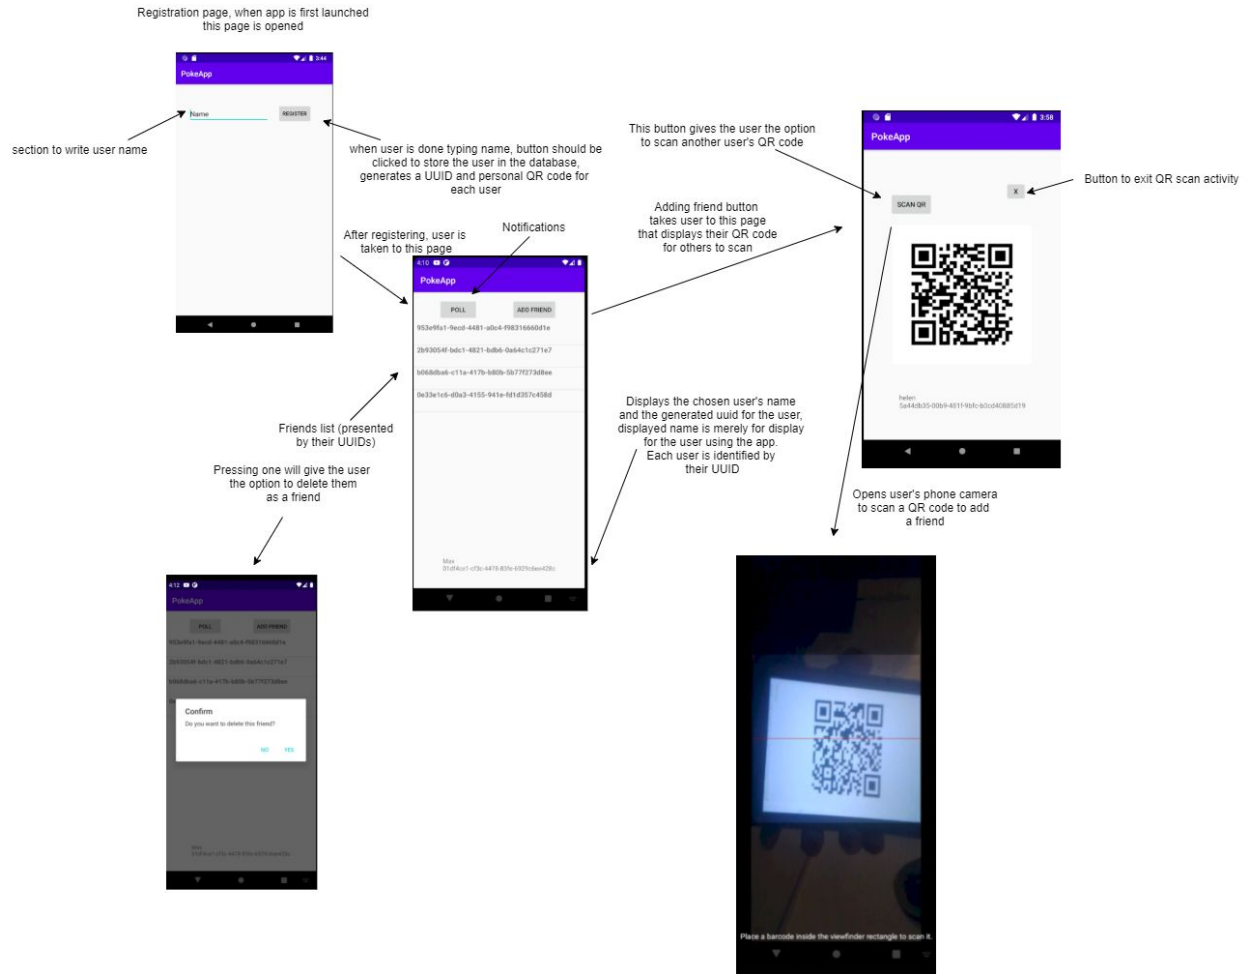 Registration page, when app is first launched
this page is opened
3:44
PokeApp
Name
REGISTER
section to write user name
when user is done typing name, button should be
clicked to store the user in the database,
generates a UUID and personal QR code for
each user
After registering, user is
taken to this page
Notifications
4:10
PokeApp
POLL
ADD FRIEND
953e9fa1-9ecd-4481-a0c4-f98316660d1e
2b93054f-bdc1-4821-bdb6-0a64c1c271e7
b068dba6-c11a-417b-b80b-5b77f273d8ee
0e33e1c6-d0a3-4155-941e-fd1d357c458d
Max
Friends list (presented
by their UUIDs)
Pressing one will give the user
the option to delete them
as a friend
4:12
PokeApp
POLL
ADD FRIEND
Confirm
Do you want to delete this friend?
NO
YES
Max
This button gives the user the option
to scan another user's QR code
Adding friend button
takes user to this page
that displays their QR code
for others to scan
3:58
PokeApp
X
SCAN QR
helen
Button to exit QR scan activity
Displays the chosen user's name
and the generated uuid for the user,
displayed name is merely for display
for the user using the app.
Each user is identified by
their UUID
Opens user's phone camera
to scan a QR code to add
a friend
Place a barcode inside the viewfinder rectangle to scan it.